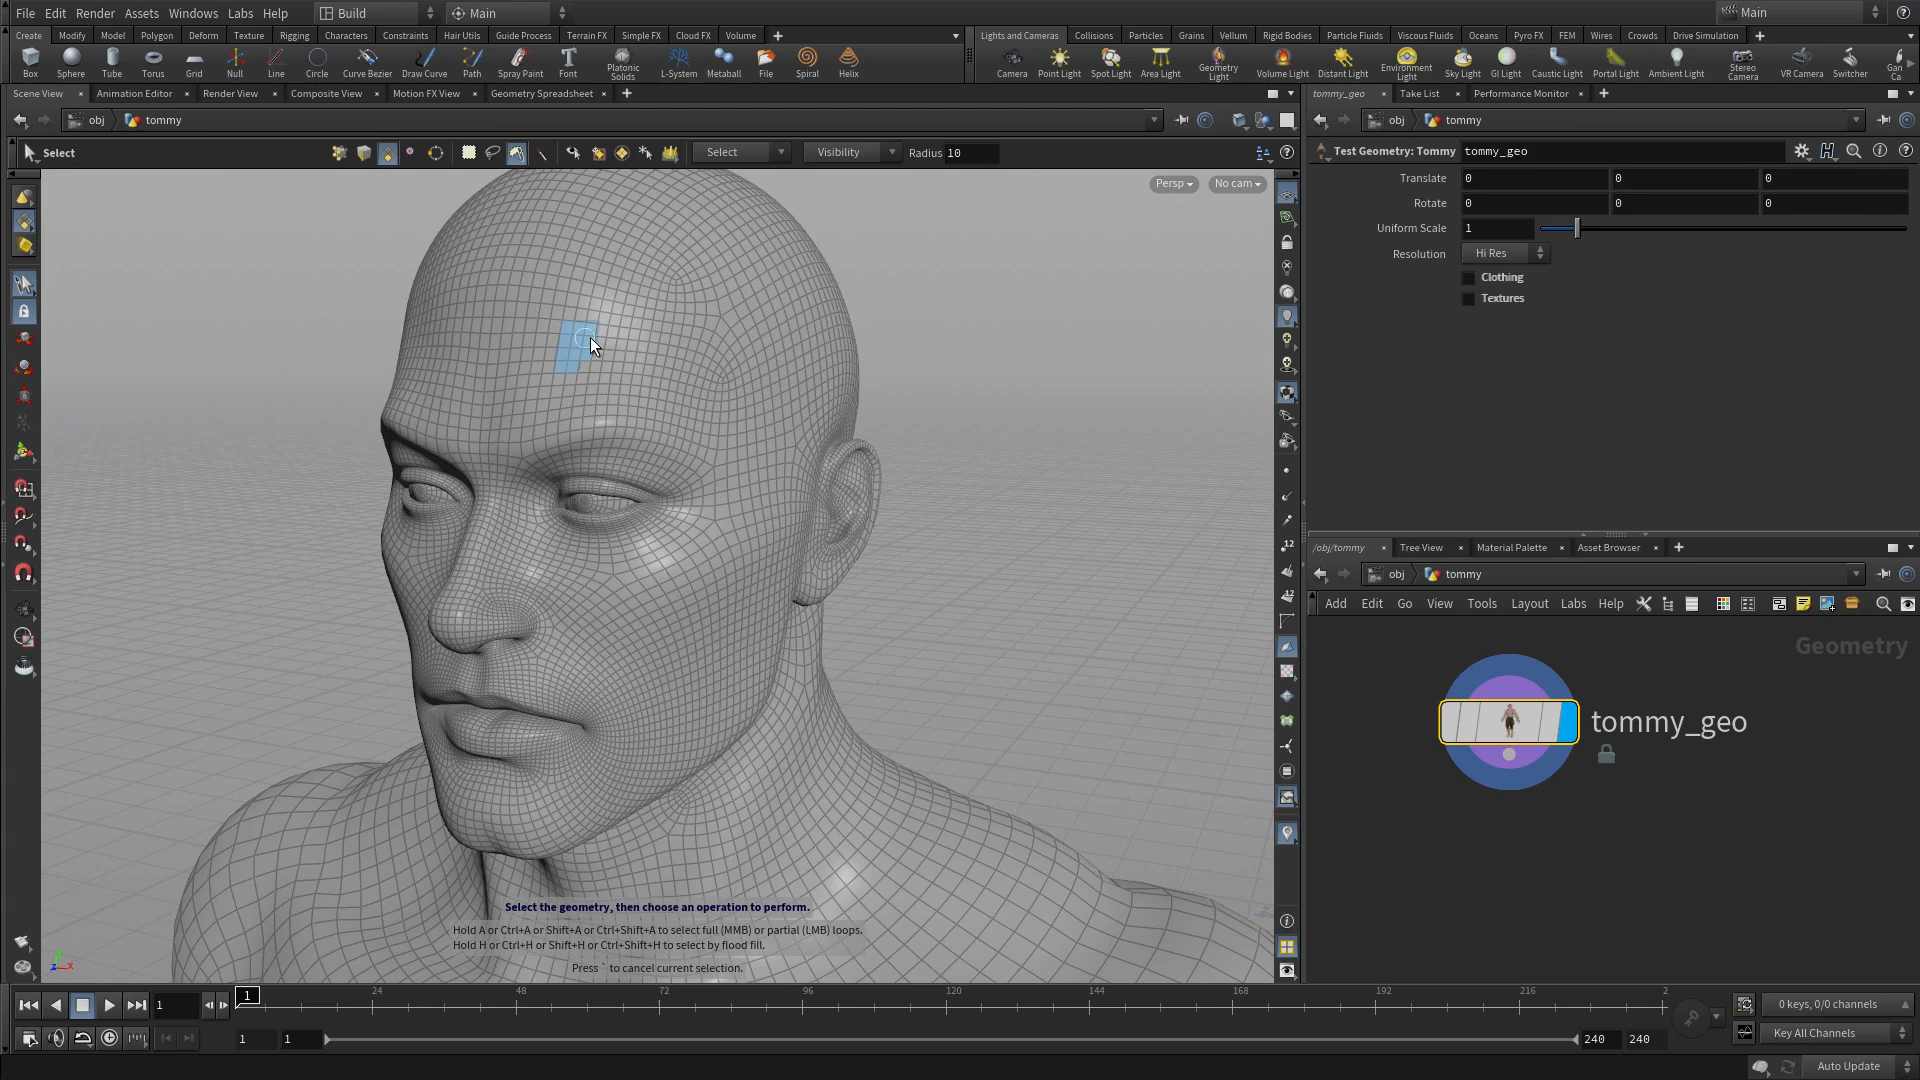 File Edit Render Assets Windows Labs Help Build Main Main
Create Modify Model Polygon Deform Texture Rigging Characters Constraints Hair Utils Guide Process Terrain FX Simple FX Cloud FX Volume
Lights and Cameras Collisions Particles Grains Vellum Rigid Bodies Particle Fluids Viscous Fluids Oceans Pyro FX FEM Wires Crowds Drive Simulation
Box Sphere Tube Torus Grid Null Line Circle Curve Bezier Draw Curve Path Spray Paint Font Platonic Solids L-System Metaball File Spiral Helix
Camera Point Light Spot Light Area Light Geometry Light Volume Light Distant Light Environment Light Sky Light GI Light Caustic Light Portal Light Ambient Light Stereo Camera VR Camera Switcher Gan Ca
Scene View Animation Editor Render View Composite View Motion FX View Geometry Spreadsheet
tommy_geo Take List Performance Monitor
obj tommy
obj tommy
Select Select Visibility Radius 10
Test Geometry: Tommy tommy_geo
Persp No cam
Translate 0 0 0
Rotate 0 0 0
Uniform Scale 1
Resolution Hi Res
Clothing
Textures
12
12
/obj/tommy Tree View Material Palette Asset Browser
obj tommy
Add Edit Go View Tools Layout Labs Help
Geometry
tommy_geo
Select the geometry, then choose an operation to perform.
Hold A or Ctrl+A or Shift+A or Ctrl+Shift+A to select full (MMB) or partial (LMB) loops.
Hold H or Ctrl+H or Shift+H or Ctrl+Shift+H to select by flood fill.
Press ` to cancel current selection.
y
z x
1 1 24 48 72 96 120 144 168 192 216 2
0 keys, 0/0 channels
1 1 240 240
Key All Channels
Auto Update